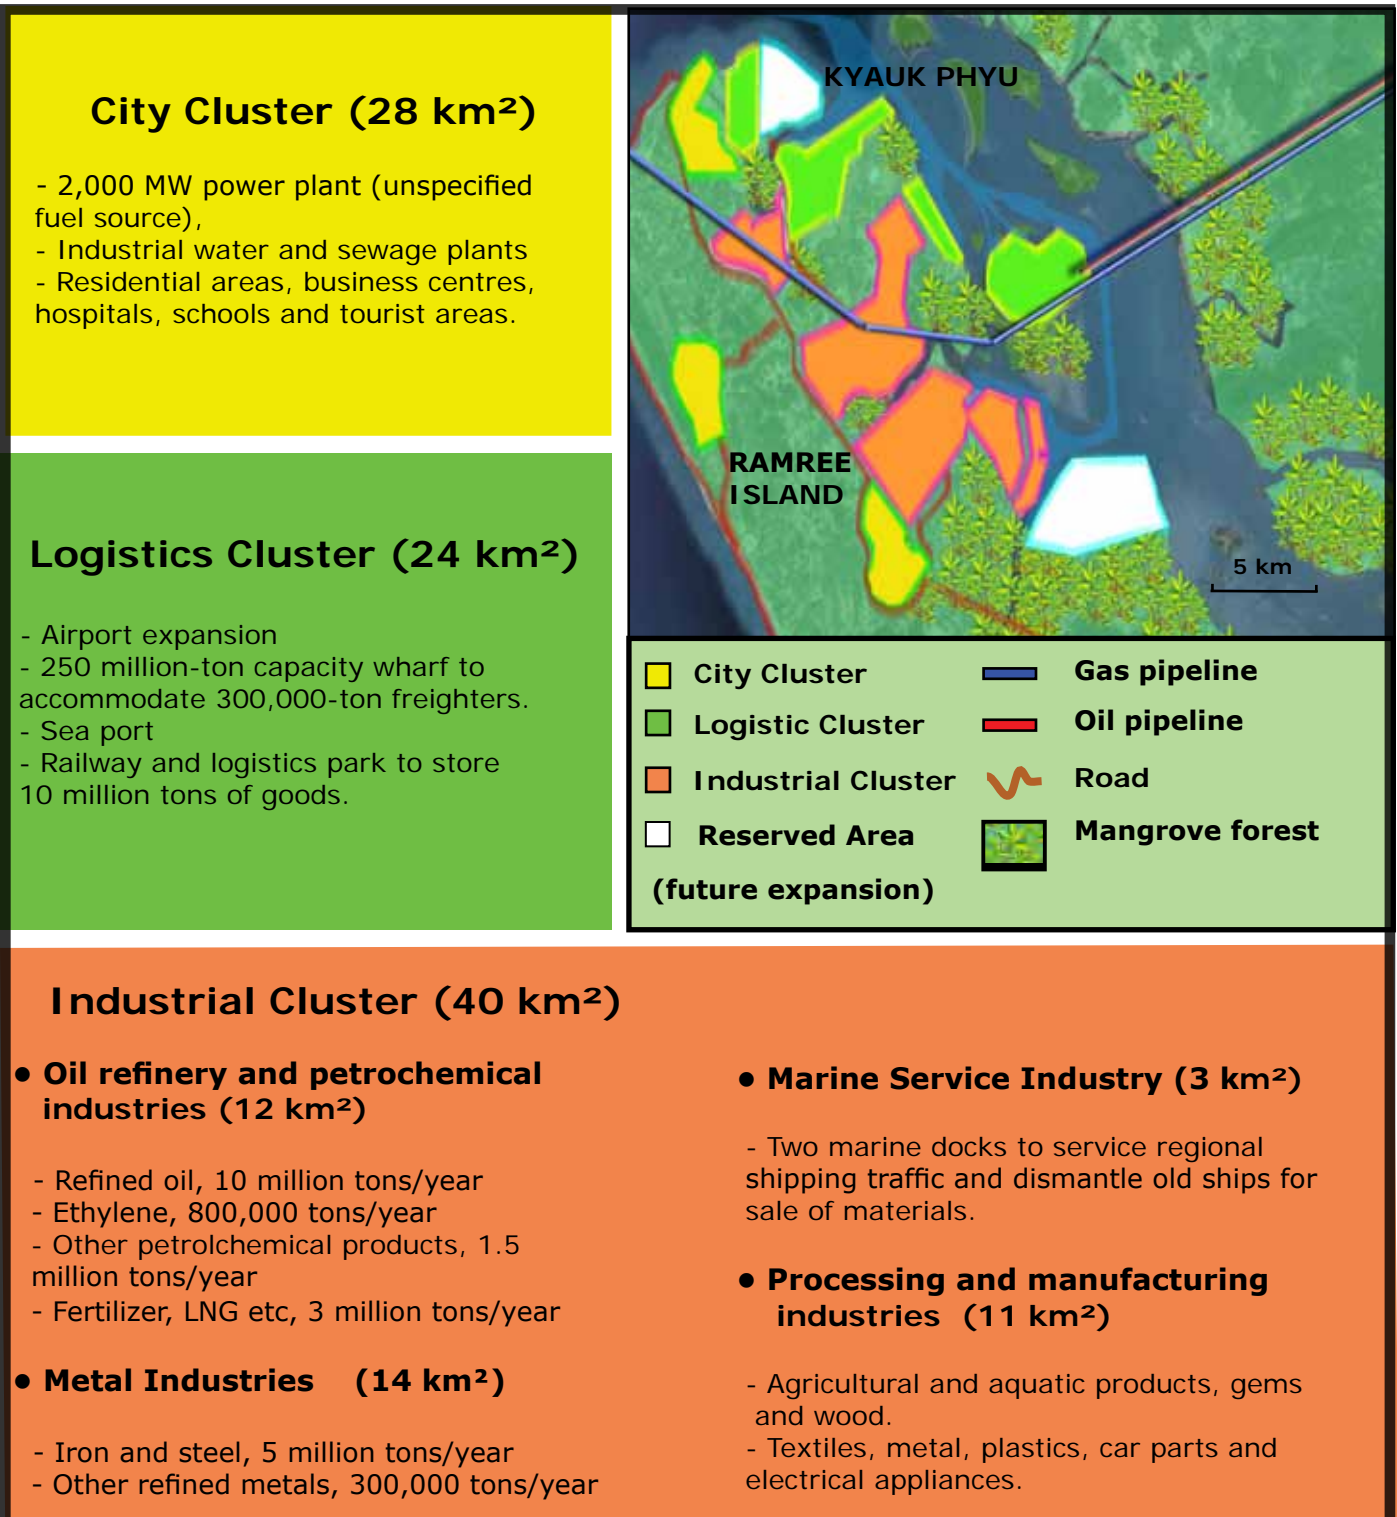 City Cluster (28 km²)
- 2,000 MW power plant (unspecified
fuel source),
- Industrial water and sewage plants
- Residential areas, business centres,
hospitals, schools and tourist areas.
Logistics Cluster (24 km²)
- Airport expansion
- 250 million-ton capacity wharf to
accommodate 300,000-ton freighters.
- Sea port
- Railway and logistics park to store
10 million tons of goods.
KYAUK PHYU
RAMREE
ISLAND
5 km
City Cluster
Logistic Cluster
Industrial Cluster
Reserved Area
(future expansion)
Gas pipeline
Oil pipeline
Road
Mangrove forest
Industrial Cluster (40 km²)
● Oil refinery and petrochemical
industries (12 km²)
- Refined oil, 10 million tons/year
- Ethylene, 800,000 tons/year
- Other petrolchemical products, 1.5
million tons/year
- Fertilizer, LNG etc, 3 million tons/year
● Metal Industries (14 km²)
- Iron and steel, 5 million tons/year
- Other refined metals, 300,000 tons/year
● Marine Service Industry (3 km²)
- Two marine docks to service regional
shipping traffic and dismantle old ships for
sale of materials.
● Processing and manufacturing
industries (11 km²)
- Agricultural and aquatic products, gems
and wood.
- Textiles, metal, plastics, car parts and
electrical appliances.